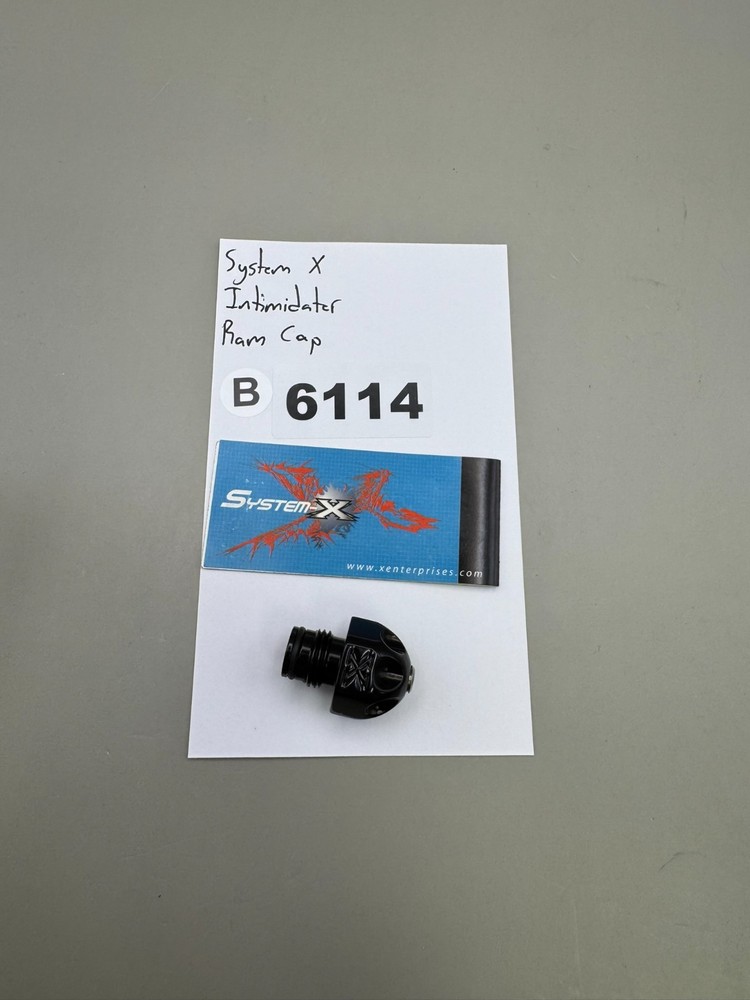 System X
Intimidater
Ram Cap
B 6114
SYSTEM-X
www.xenterprises.com
X